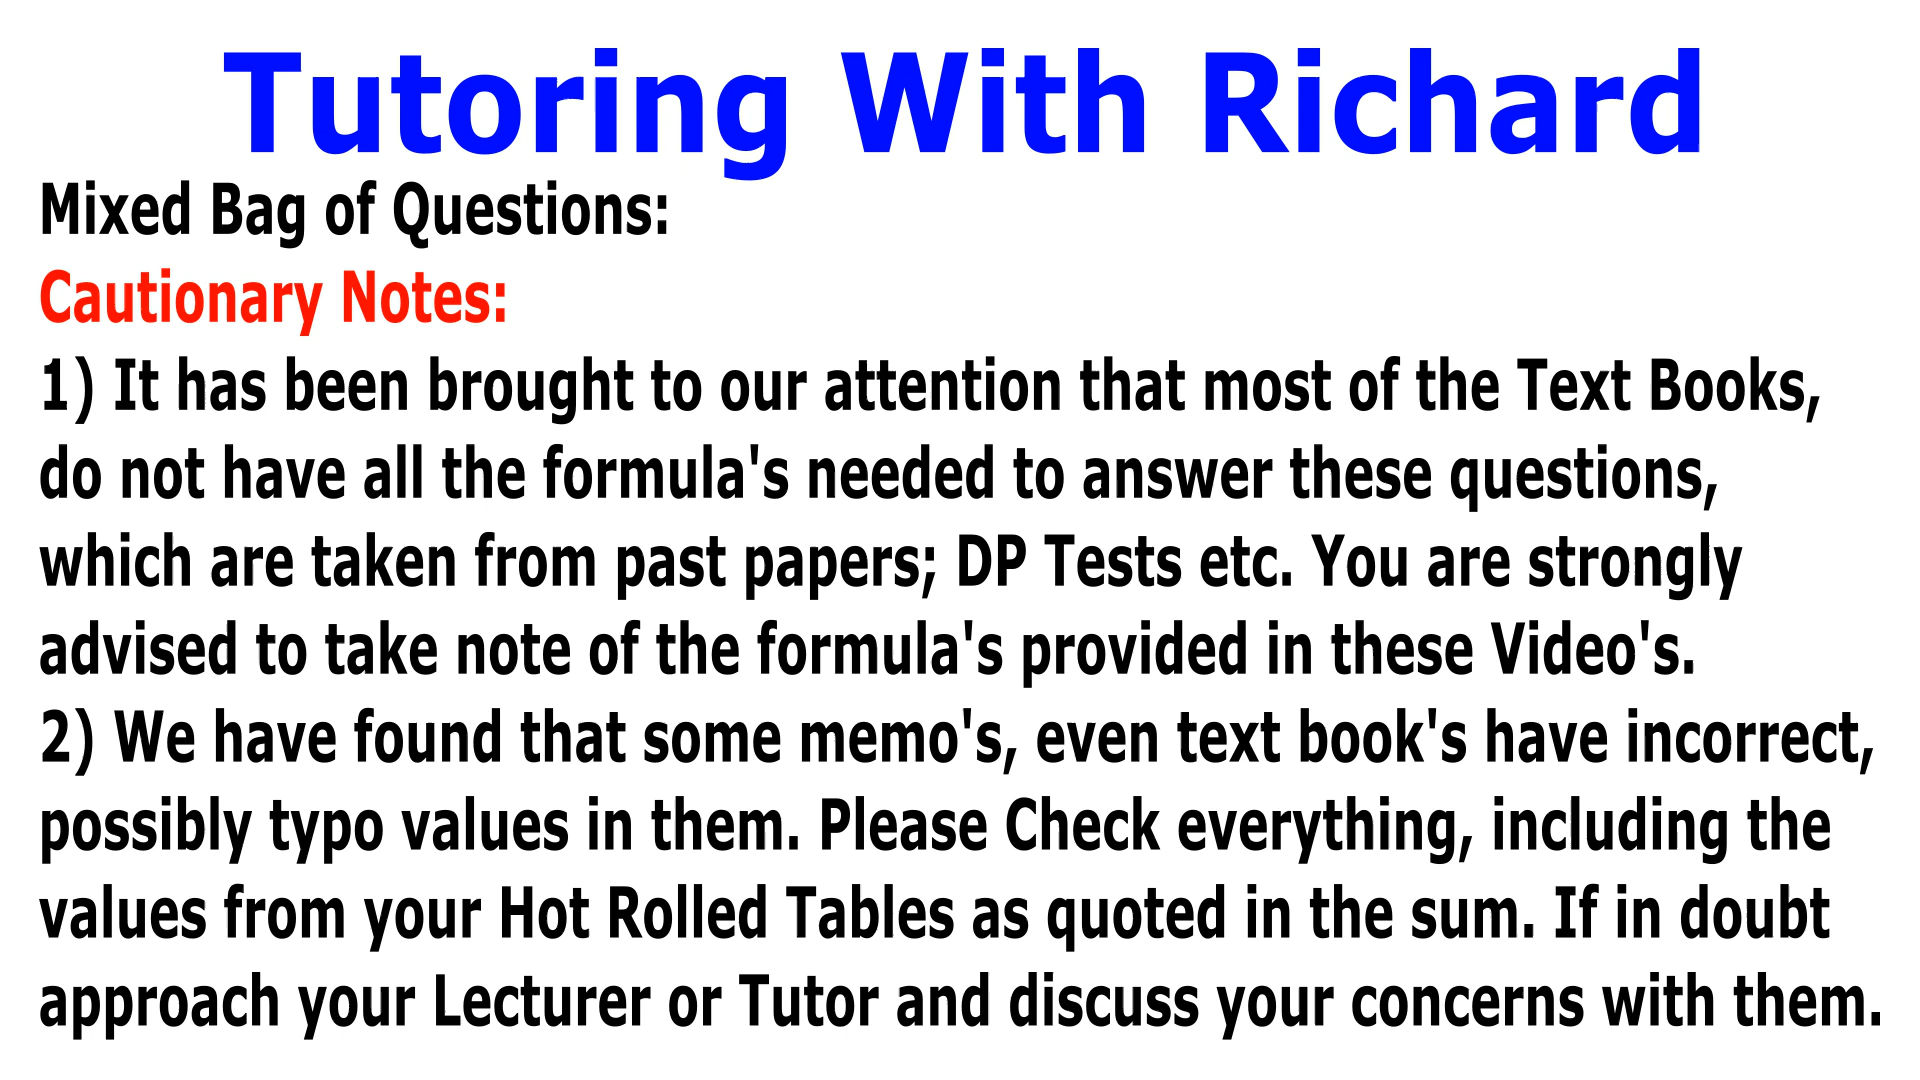 Tutoring With Richard
Mixed Bag of Questions:
Cautionary Notes:
1) It has been brought to our attention that most of the Text Books,
do not have all the formula's needed to answer these questions,
which are taken from past papers; DP Tests etc. You are strongly
advised to take note of the formula's provided in these Video's.
2) We have found that some memo's, even text book's have incorrect,
possibly typo values in them. Please Check everything, including the
values from your Hot Rolled Tables as quoted in the sum. If in doubt
approach your Lecturer or Tutor and discuss your concerns with them.